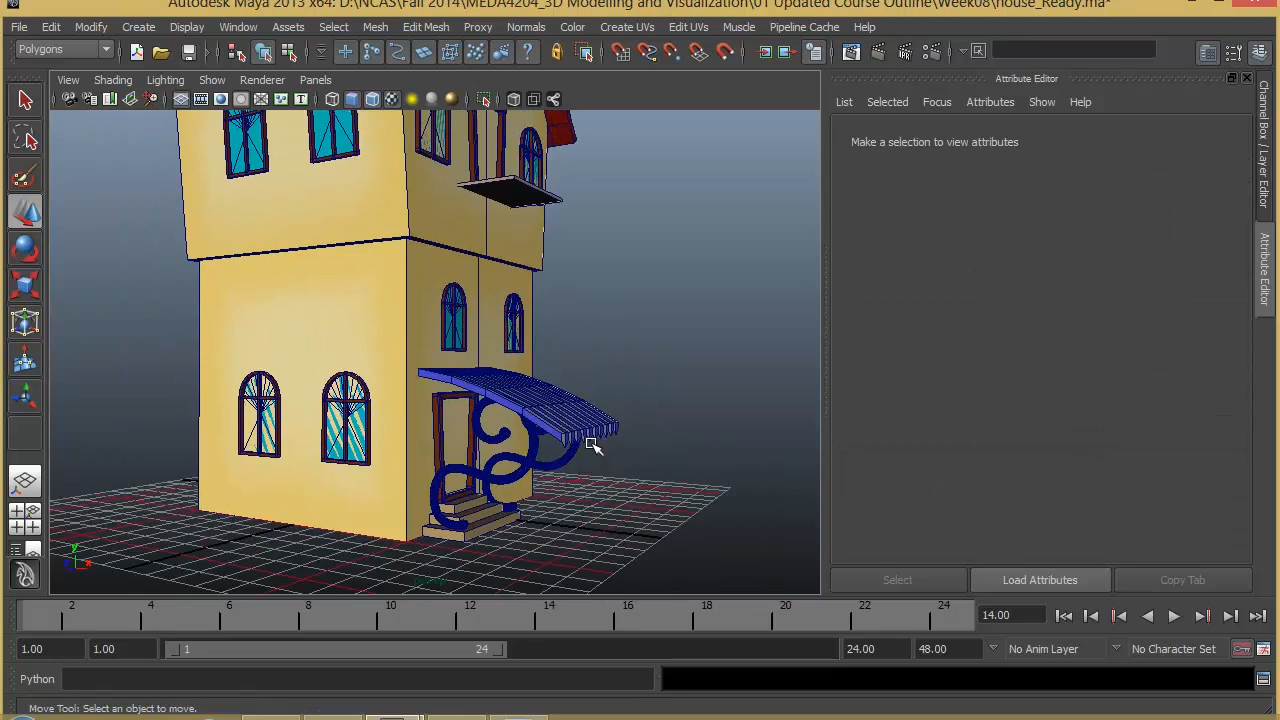 Autodesk Maya 2013 x64: D:\NCAS\Fall 2014\MEDA4204_3D Modelling and Visualization\01 Updated Course Outline\Week08\house_Ready.ma*
File Edit Modify Create Display Window Assets Select Mesh Edit Mesh Proxy Normals Color Create UVs Edit UVs Muscle Pipeline Cache Help
Polygons
View Shading Lighting Show Renderer Panels
Attribute Editor
List Selected Focus Attributes Show Help
Make a selection to view attributes
Channel Box / Layer Editor
Attribute Editor
y
x
Select Load Attributes Copy Tab
2 4 6 8 10 12 14 16 18 20 22 24
14.00
1.00 1.00 1 24 24.00 48.00 No Anim Layer No Character Set
Python
Move Tool: Select an object to move.